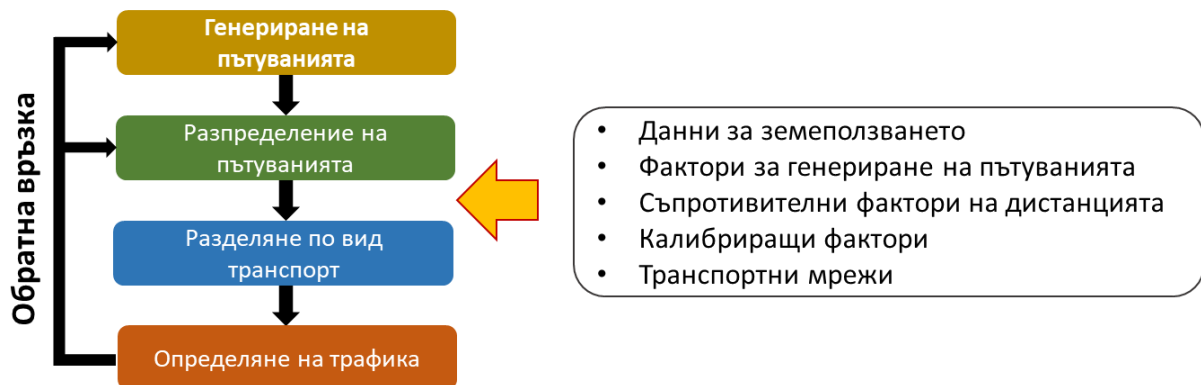 Обратна връзка
Генериране на
пътуванията
Разпределение на
пътуванията
Разделяне по вид
транспорт
Определяне на трафика
• Данни за земеползването
• Фактори за генериране на пътуванията
• Съпротивителни фактори на дистанцията
• Калибриращи фактори
• Транспортни мрежи